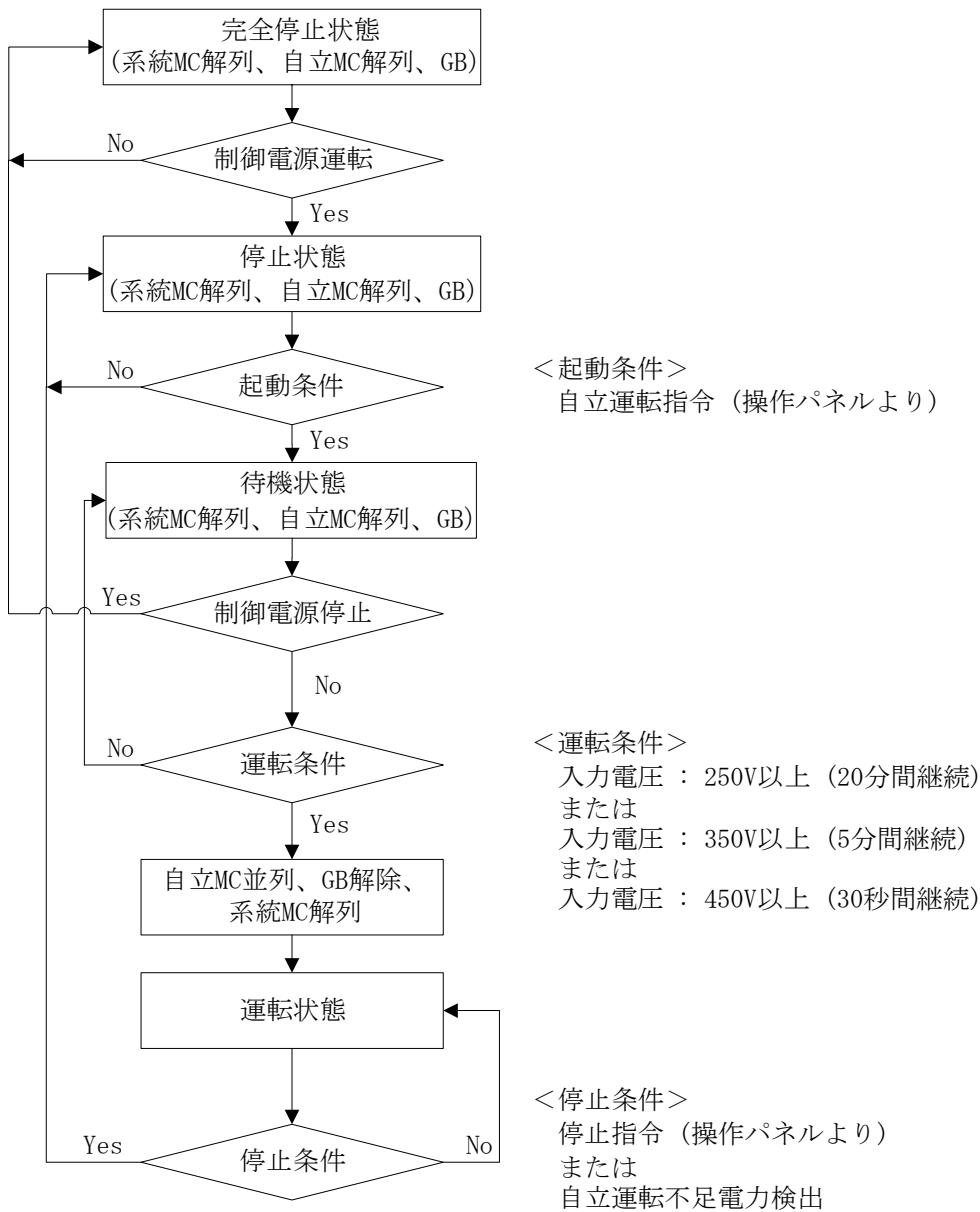 完全停止状態
(系統MC解列、自立MC解列、GB)
No
制御電源運転
Yes
停止状態
(系統MC解列、自立MC解列、GB)
No
起動条件
＜起動条件＞
自立運転指令（操作パネルより）
Yes
待機状態
(系統MC解列、自立MC解列、GB)
Yes
制御電源停止
No
No
運転条件
＜運転条件＞
入力電圧 ： 250V以上（20分間継続）
または
入力電圧 ： 350V以上（5分間継続）
または
入力電圧 ： 450V以上（30秒間継続）
Yes
自立MC並列、GB解除、
系統MC解列
運転状態
Yes
停止条件
No
＜停止条件＞
停止指令（操作パネルより）
または
自立運転不足電力検出